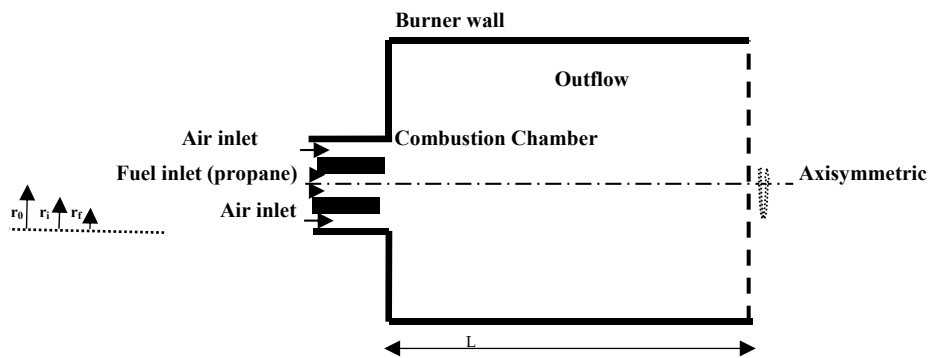 Burner wall
Outflow
Air inlet
Combustion Chamber
Fuel inlet (propane)
Axisymmetric
Air inlet
r0 ri rf
L